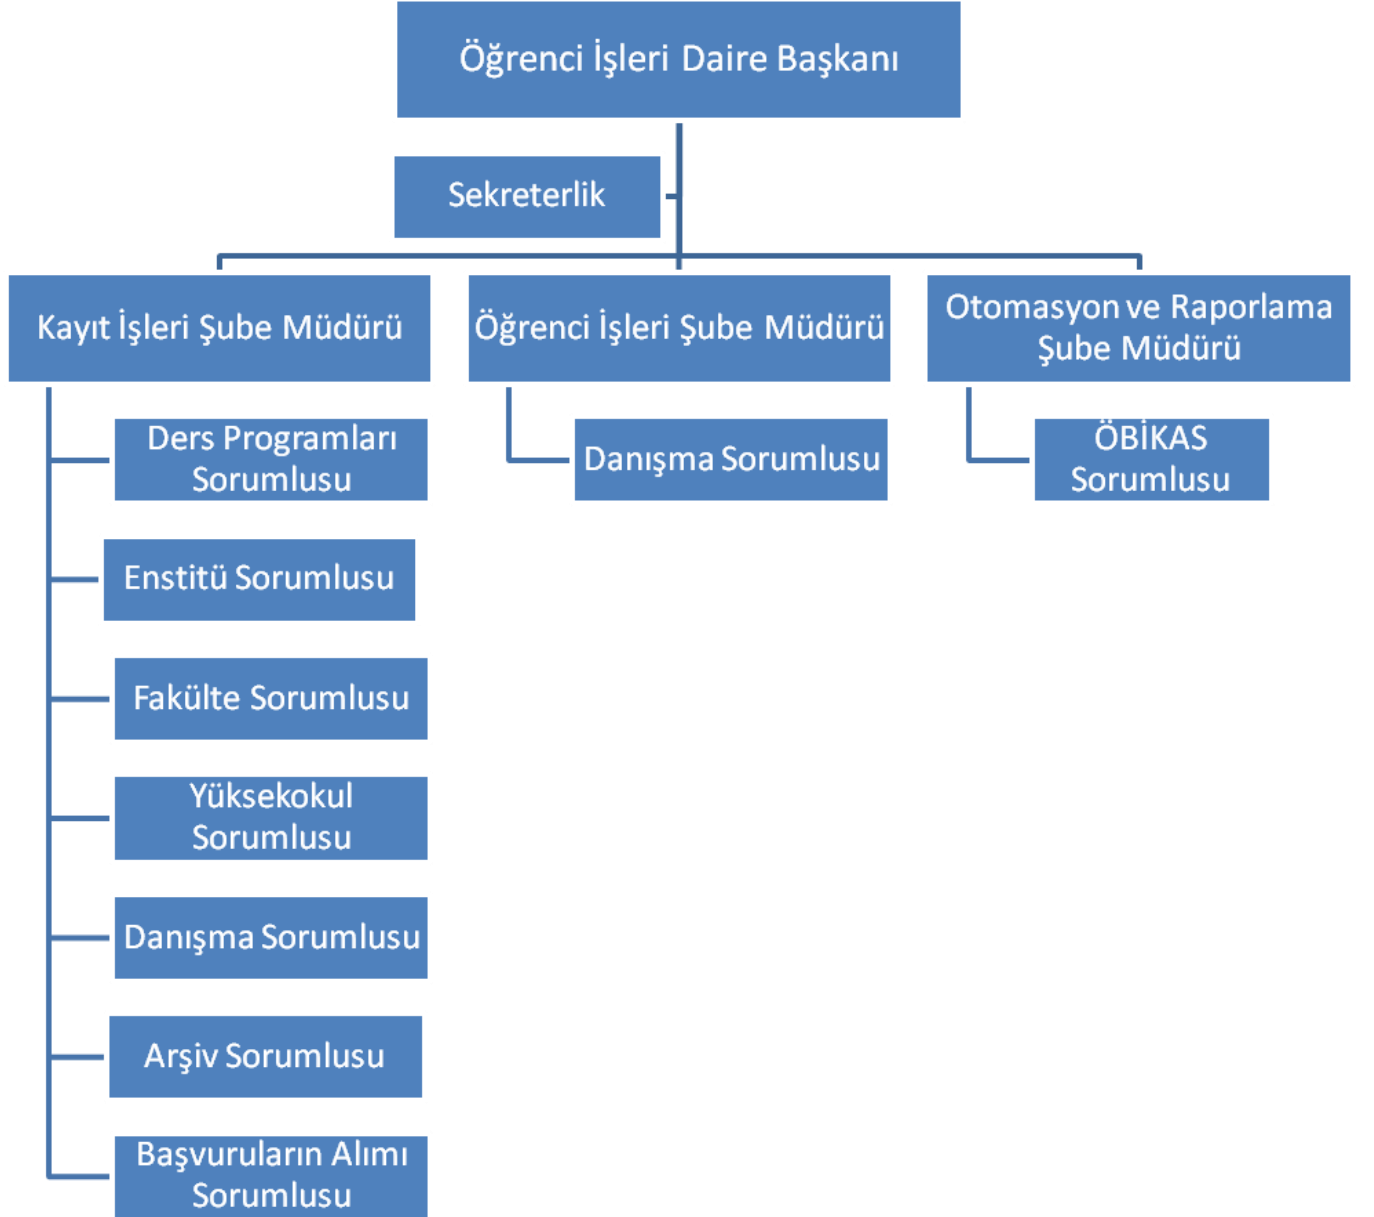 Öğrenci İşleri Daire Başkanı
Sekreterlik
Kayıt İşleri Şube Müdürü
Öğrenci İşleri Şube Müdürü
Otomasyon ve Raporlama
Şube Müdürü
Ders Programları
Sorumlusu
Danışma Sorumlusu
ÖBİKAS
Sorumlusu
Enstitü Sorumlusu
Fakülte Sorumlusu
Yüksekokul
Sorumlusu
Danışma Sorumlusu
Arşiv Sorumlusu
Başvuruların Alımı
Sorumlusu